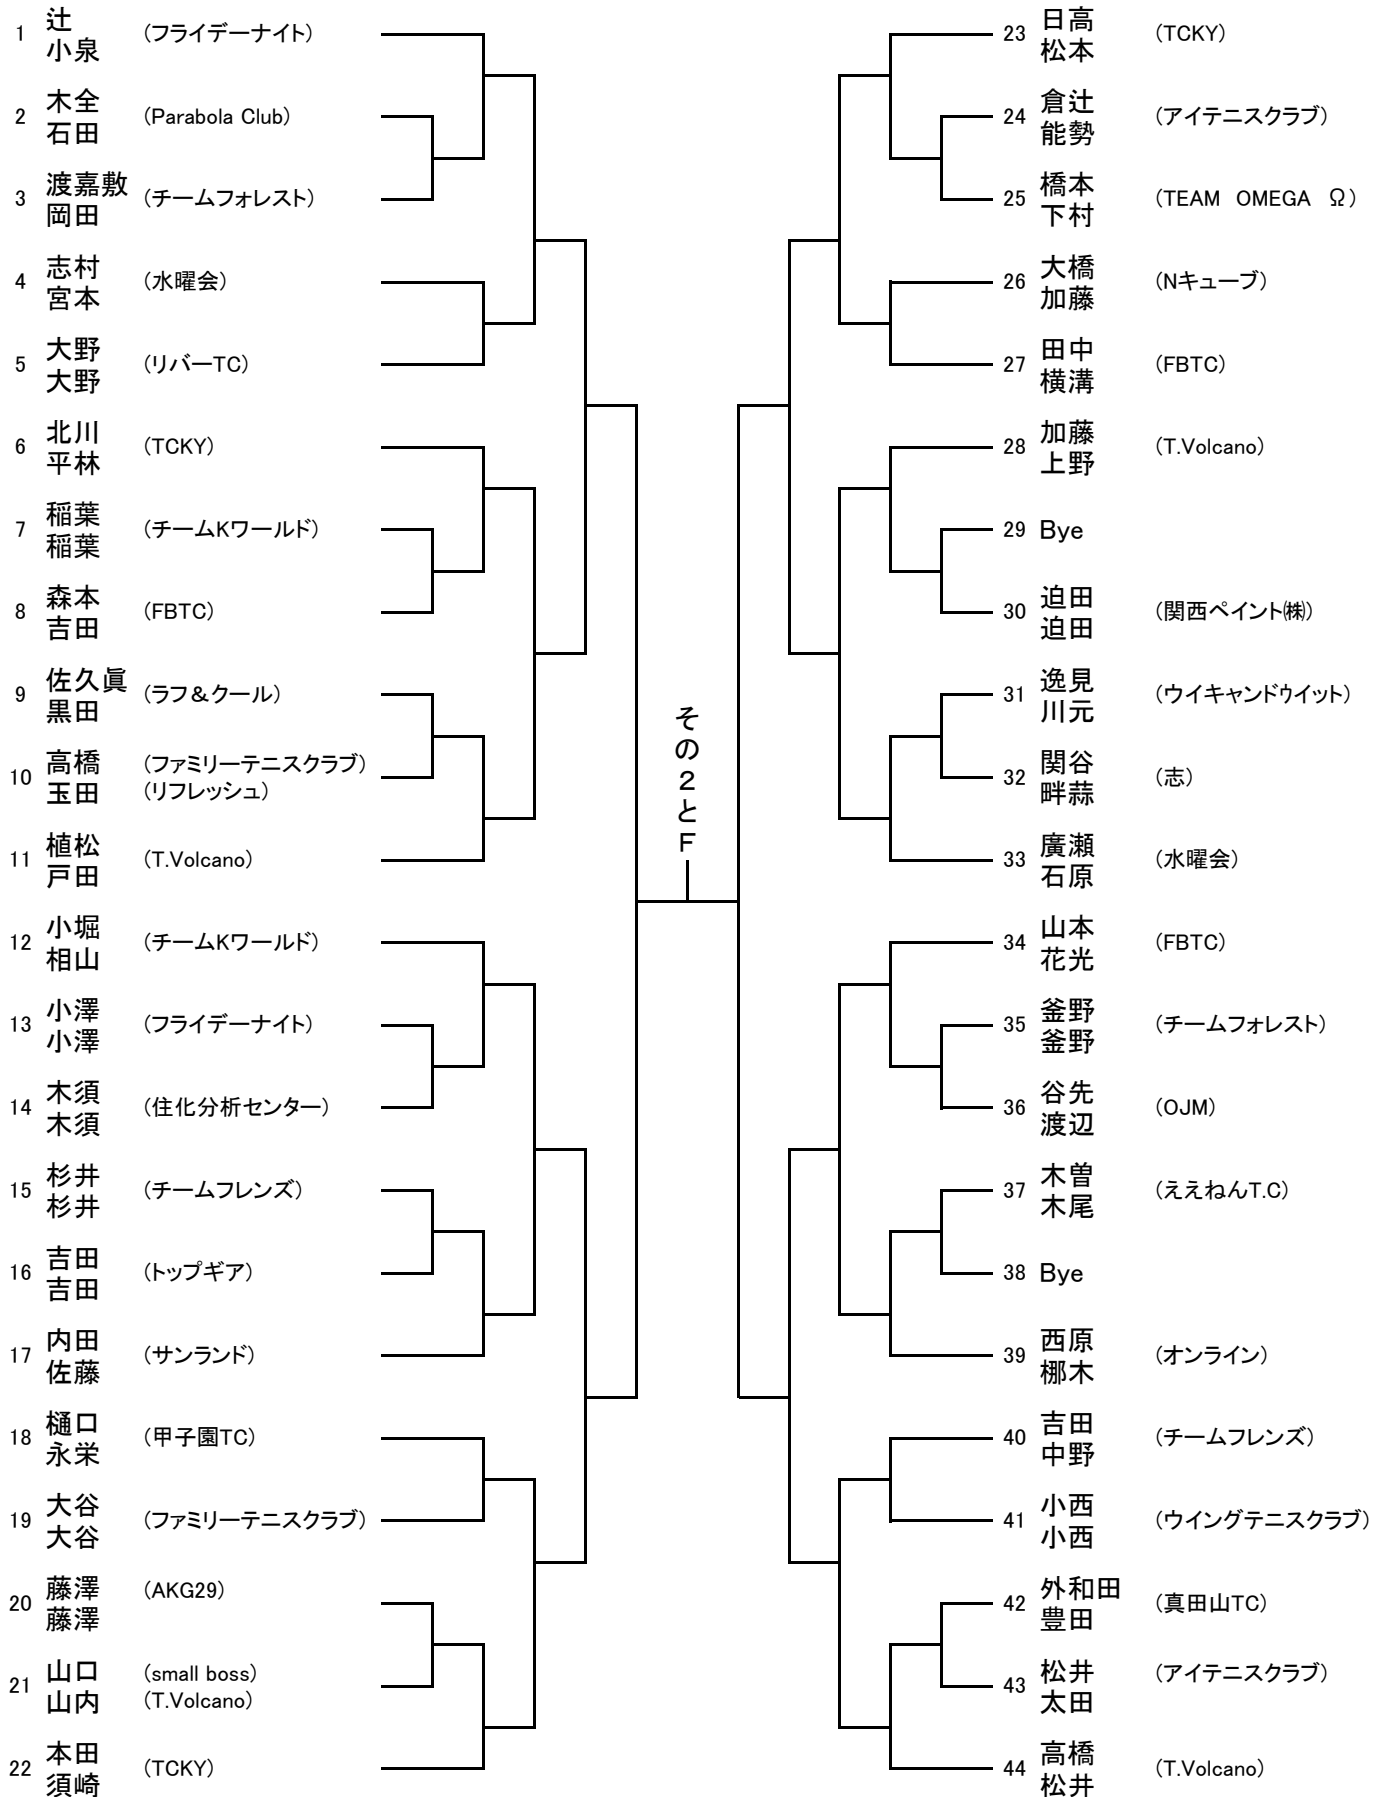 1 辻 (フライデーナイト)
小泉
2 木全 (Parabola Club)
石田
3 渡嘉敷 (チームフォレスト)
岡田
4 志村 (水曜会)
宮本
5 大野 (リバーTC)
大野
6 北川 (TCKY)
平林
7 稲葉 (チームKワールド)
稲葉
8 森本 (FBTC)
吉田
9 佐久眞 (ラフ&クール)
黒田
10 高橋 (ファミリーテニスクラブ)
玉田 (リフレッシュ)
11 植松 (T.Volcano)
戸田
12 小堀 (チームKワールド)
相山
13 小澤 (フライデーナイト)
小澤
14 木須 (住化分析センター)
木須
15 杉井 (チームフレンズ)
杉井
16 吉田 (トップギア)
吉田
17 内田 (サンランド)
佐藤
18 樋口 (甲子園TC)
永栄
19 大谷 (ファミリーテニスクラブ)
大谷
20 藤澤 (AKG29)
藤澤
21 山口 (small boss)
山内 (T.Volcano)
22 本田 (TCKY)
須崎
その2とF
23 日高 (TCKY)
松本
24 倉辻 (アイテニスクラブ)
能勢
25 橋本 (TEAM OMEGA Ω)
下村
26 大橋 (Nキューブ)
加藤
27 田中 (FBTC)
横溝
28 加藤 (T.Volcano)
上野
29 Bye
30 迫田 (関西ペイント㈱)
迫田
31 逸見 (ウイキャンドゥイット)
川元
32 関谷 (志)
畔蒜
33 廣瀬 (水曜会)
石原
34 山本 (FBTC)
花光
35 釜野 (チームフォレスト)
釜野
36 谷先 (OJM)
渡辺
37 木曽 (ええねんT.C)
木尾
38 Bye
39 西原 (オンライン)
梛木
40 吉田 (チームフレンズ)
中野
41 小西 (ウイングテニスクラブ)
小西
42 外和田 (真田山TC)
豊田
43 松井 (アイテニスクラブ)
太田
44 高橋 (T.Volcano)
松井